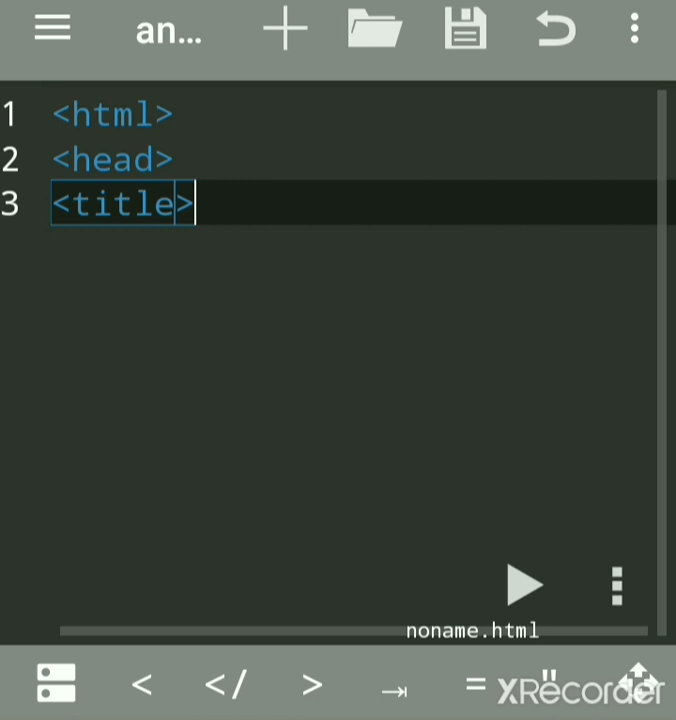 an...
1 <html>
2 <head>
3 <title>
noname.html
< </ > = "
XRecorder